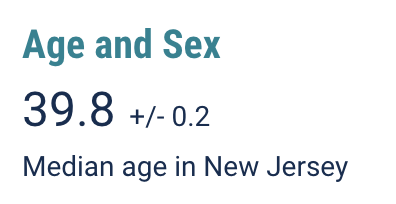 Age and Sex
39.8 +/- 0.2
Median age in New Jersey